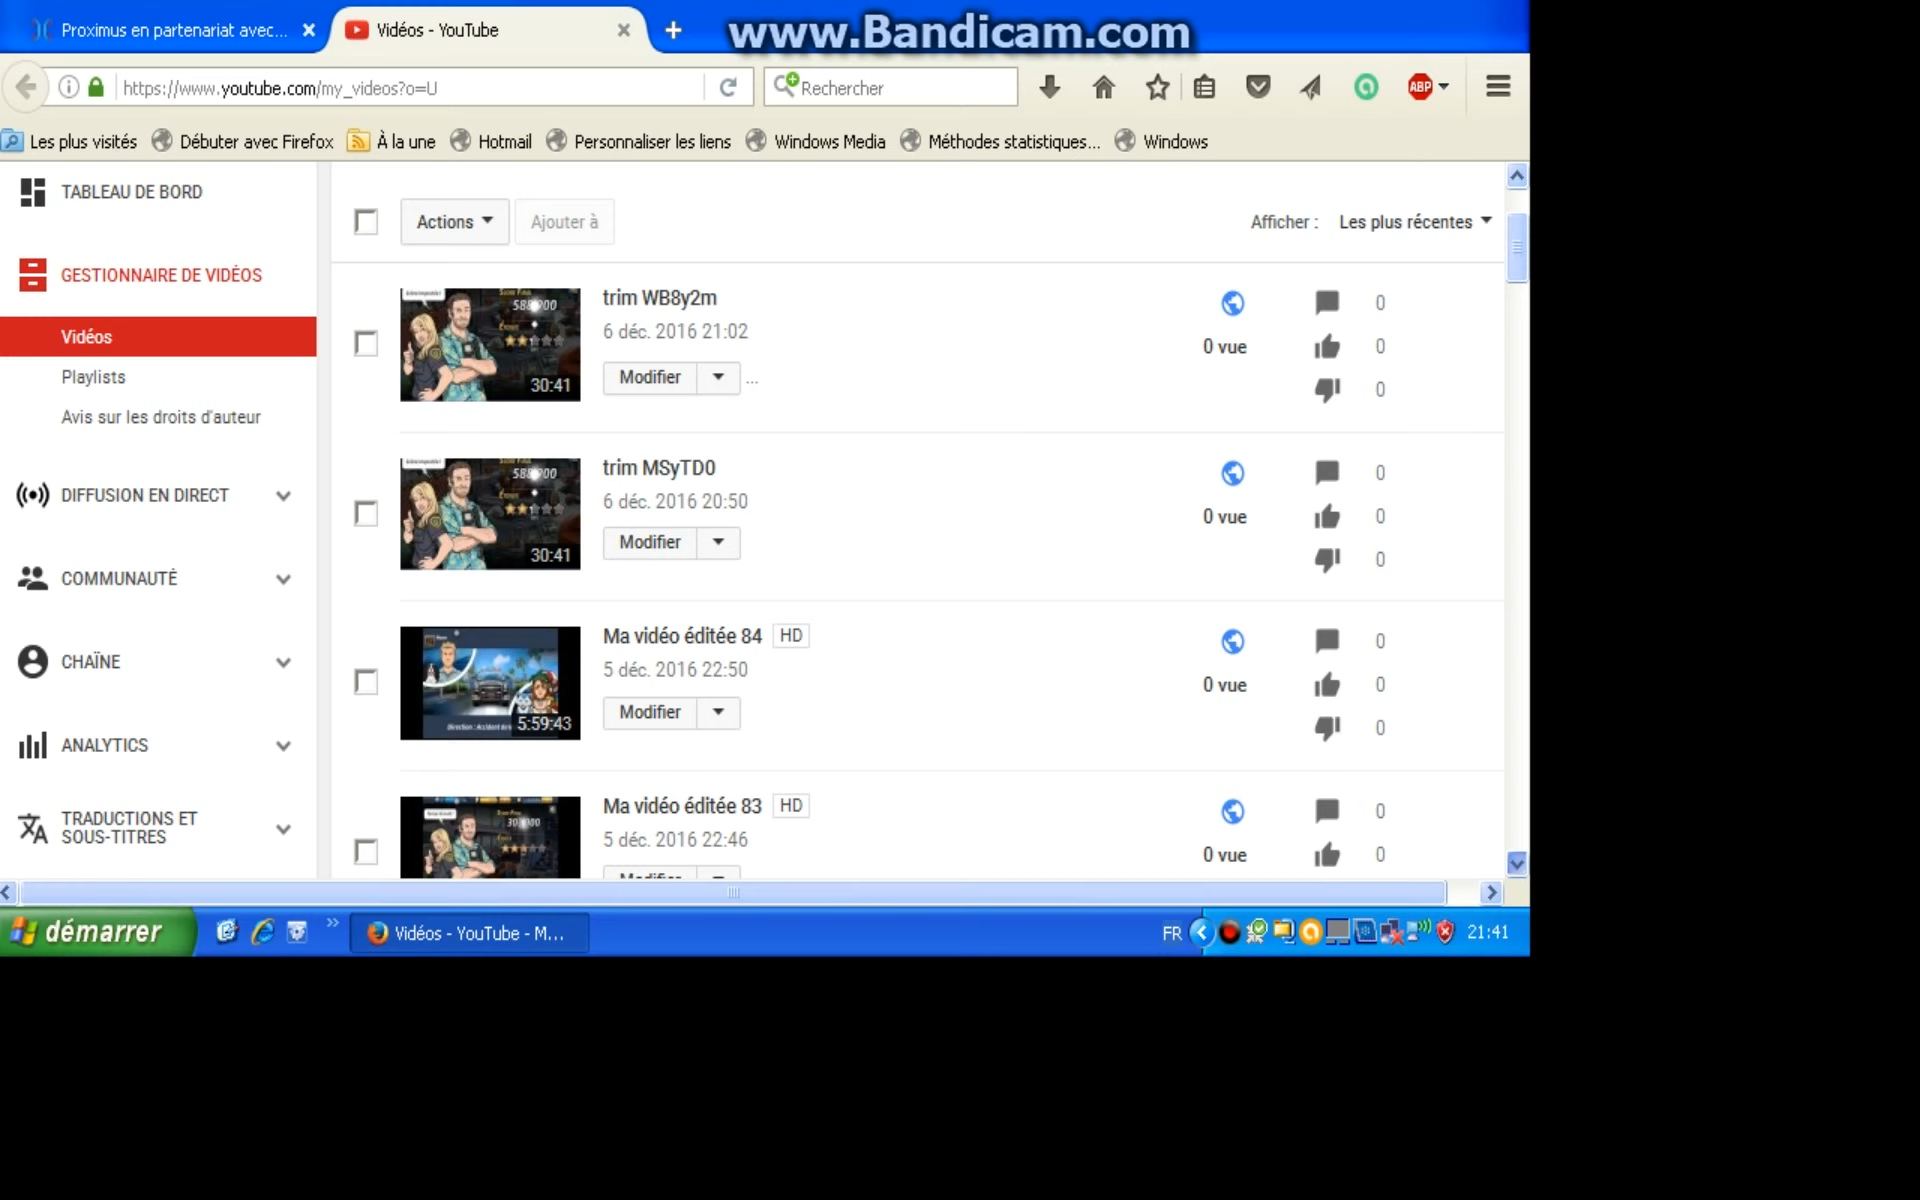 www.Bandicam.com
Proximus en partenariat avec...
Vidéos - YouTube
https://www.youtube.com/my_videos?o=U
Rechercher
ABP
Les plus visités
Débuter avec Firefox
À la une
Hotmail
Personnaliser les liens
Windows Media
Méthodes statistiques...
Windows
TABLEAU DE BORD
GESTIONNAIRE DE VIDÉOS
Vidéos
Playlists
Avis sur les droits d'auteur
DIFFUSION EN DIRECT
COMMUNAUTÉ
CHAÎNE
ANALYTICS
TRADUCTIONS ET
SOUS-TITRES
Actions
Ajouter à
Afficher :
Les plus récentes
30:41
trim WB8y2m
6 déc. 2016 21:02
Modifier
...
0 vue
0
0
0
30:41
trim MSyTD0
6 déc. 2016 20:50
Modifier
0 vue
0
0
0
5:59:43
Ma vidéo éditée 84
HD
5 déc. 2016 22:50
Modifier
0 vue
0
0
0
Ma vidéo éditée 83
HD
5 déc. 2016 22:46
Modifier
0 vue
0
0
démarrer
Vidéos - YouTube - M...
FR
21:41